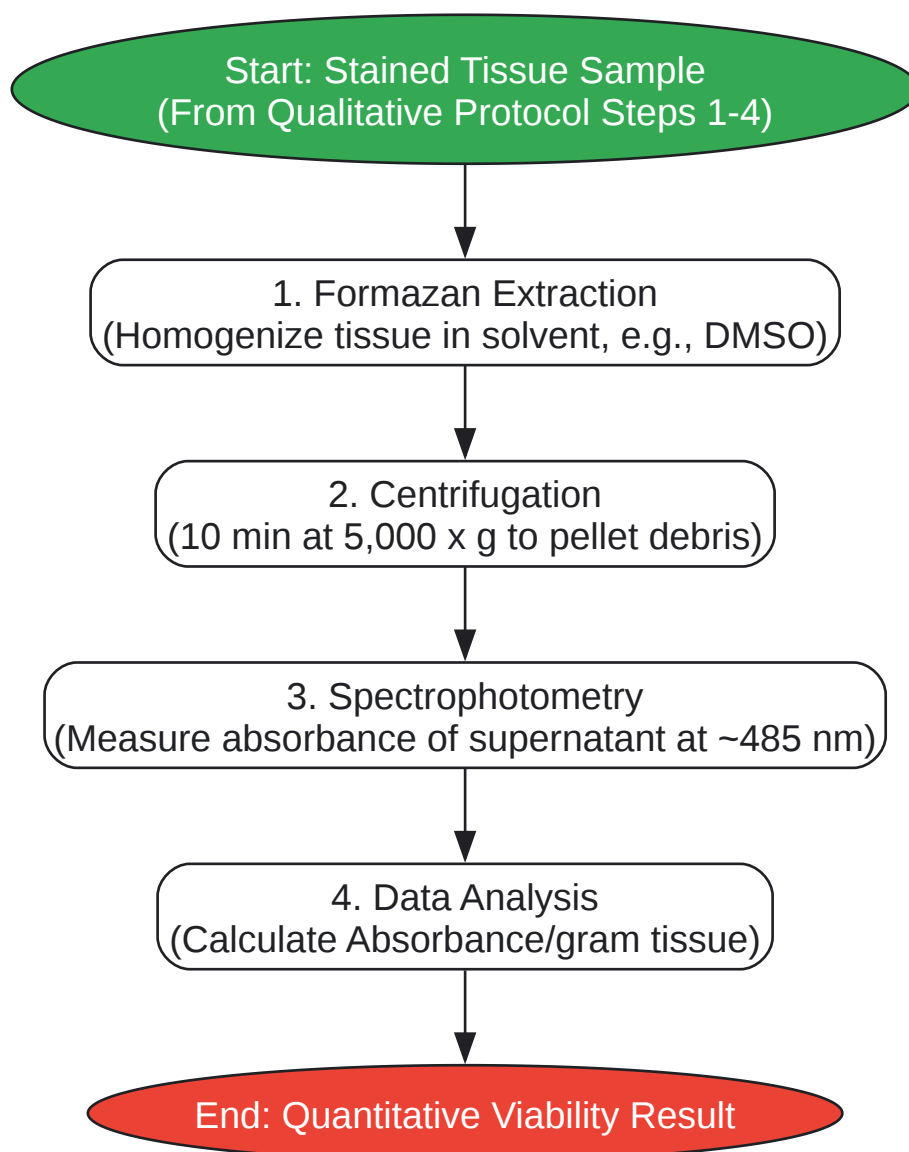 Start: Stained Tissue Sample
(From Qualitative Protocol Steps 1-4)
1. Formazan Extraction
(Homogenize tissue in solvent, e.g., DMSO)
2. Centrifugation
(10 min at 5,000 x g to pellet debris)
3. Spectrophotometry
(Measure absorbance of supernatant at ~485 nm)
4. Data Analysis
(Calculate Absorbance/gram tissue)
End: Quantitative Viability Result